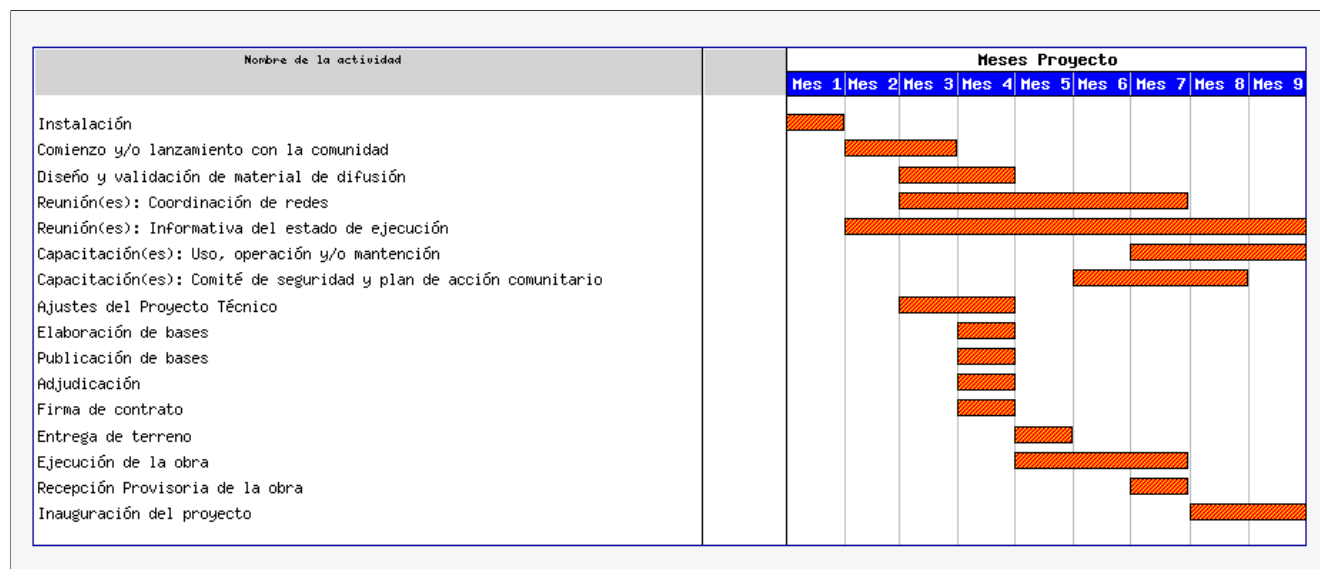 Nombre de la actividad
Meses Proyecto
Mes 1 Mes 2 Mes 3 Mes 4 Mes 5 Mes 6 Mes 7 Mes 8 Mes 9
Instalación
Comienzo y/o lanzamiento con la comunidad
Diseño y validación de material de difusión
Reunión(es): Coordinación de redes
Reunión(es): Informativa del estado de ejecución
Capacitación(es): Uso, operación y/o mantención
Capacitación(es): Comité de seguridad y plan de acción comunitario
Ajustes del Proyecto Técnico
Elaboración de bases
Publicación de bases
Adjudicación
Firma de contrato
Entrega de terreno
Ejecución de la obra
Recepción Provisoria de la obra
Inauguración del proyecto